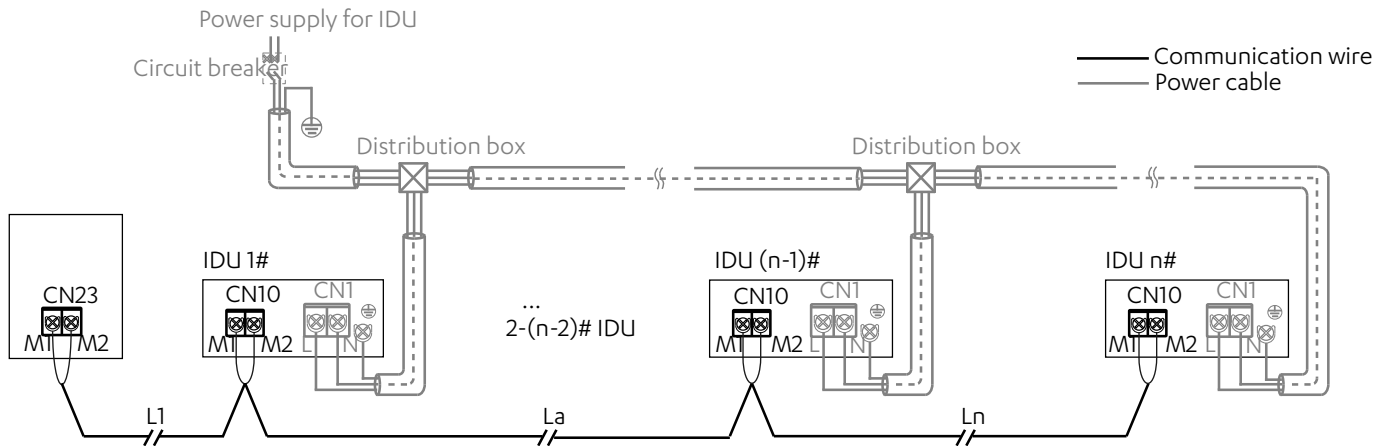 Power supply for IDU
Communication wire
Circuit breaker
Power cable
Distribution box
Distribution box
IDU 1#
IDU (n-1)#
IDU n#
CN23
CN10
CN1
...
CN10
CN1
CN10
CN1
2-(n-2)# IDU
M1 M2
M1 M2
L N
M1 M2
L N
M1 M2
L N
L1
La
Ln